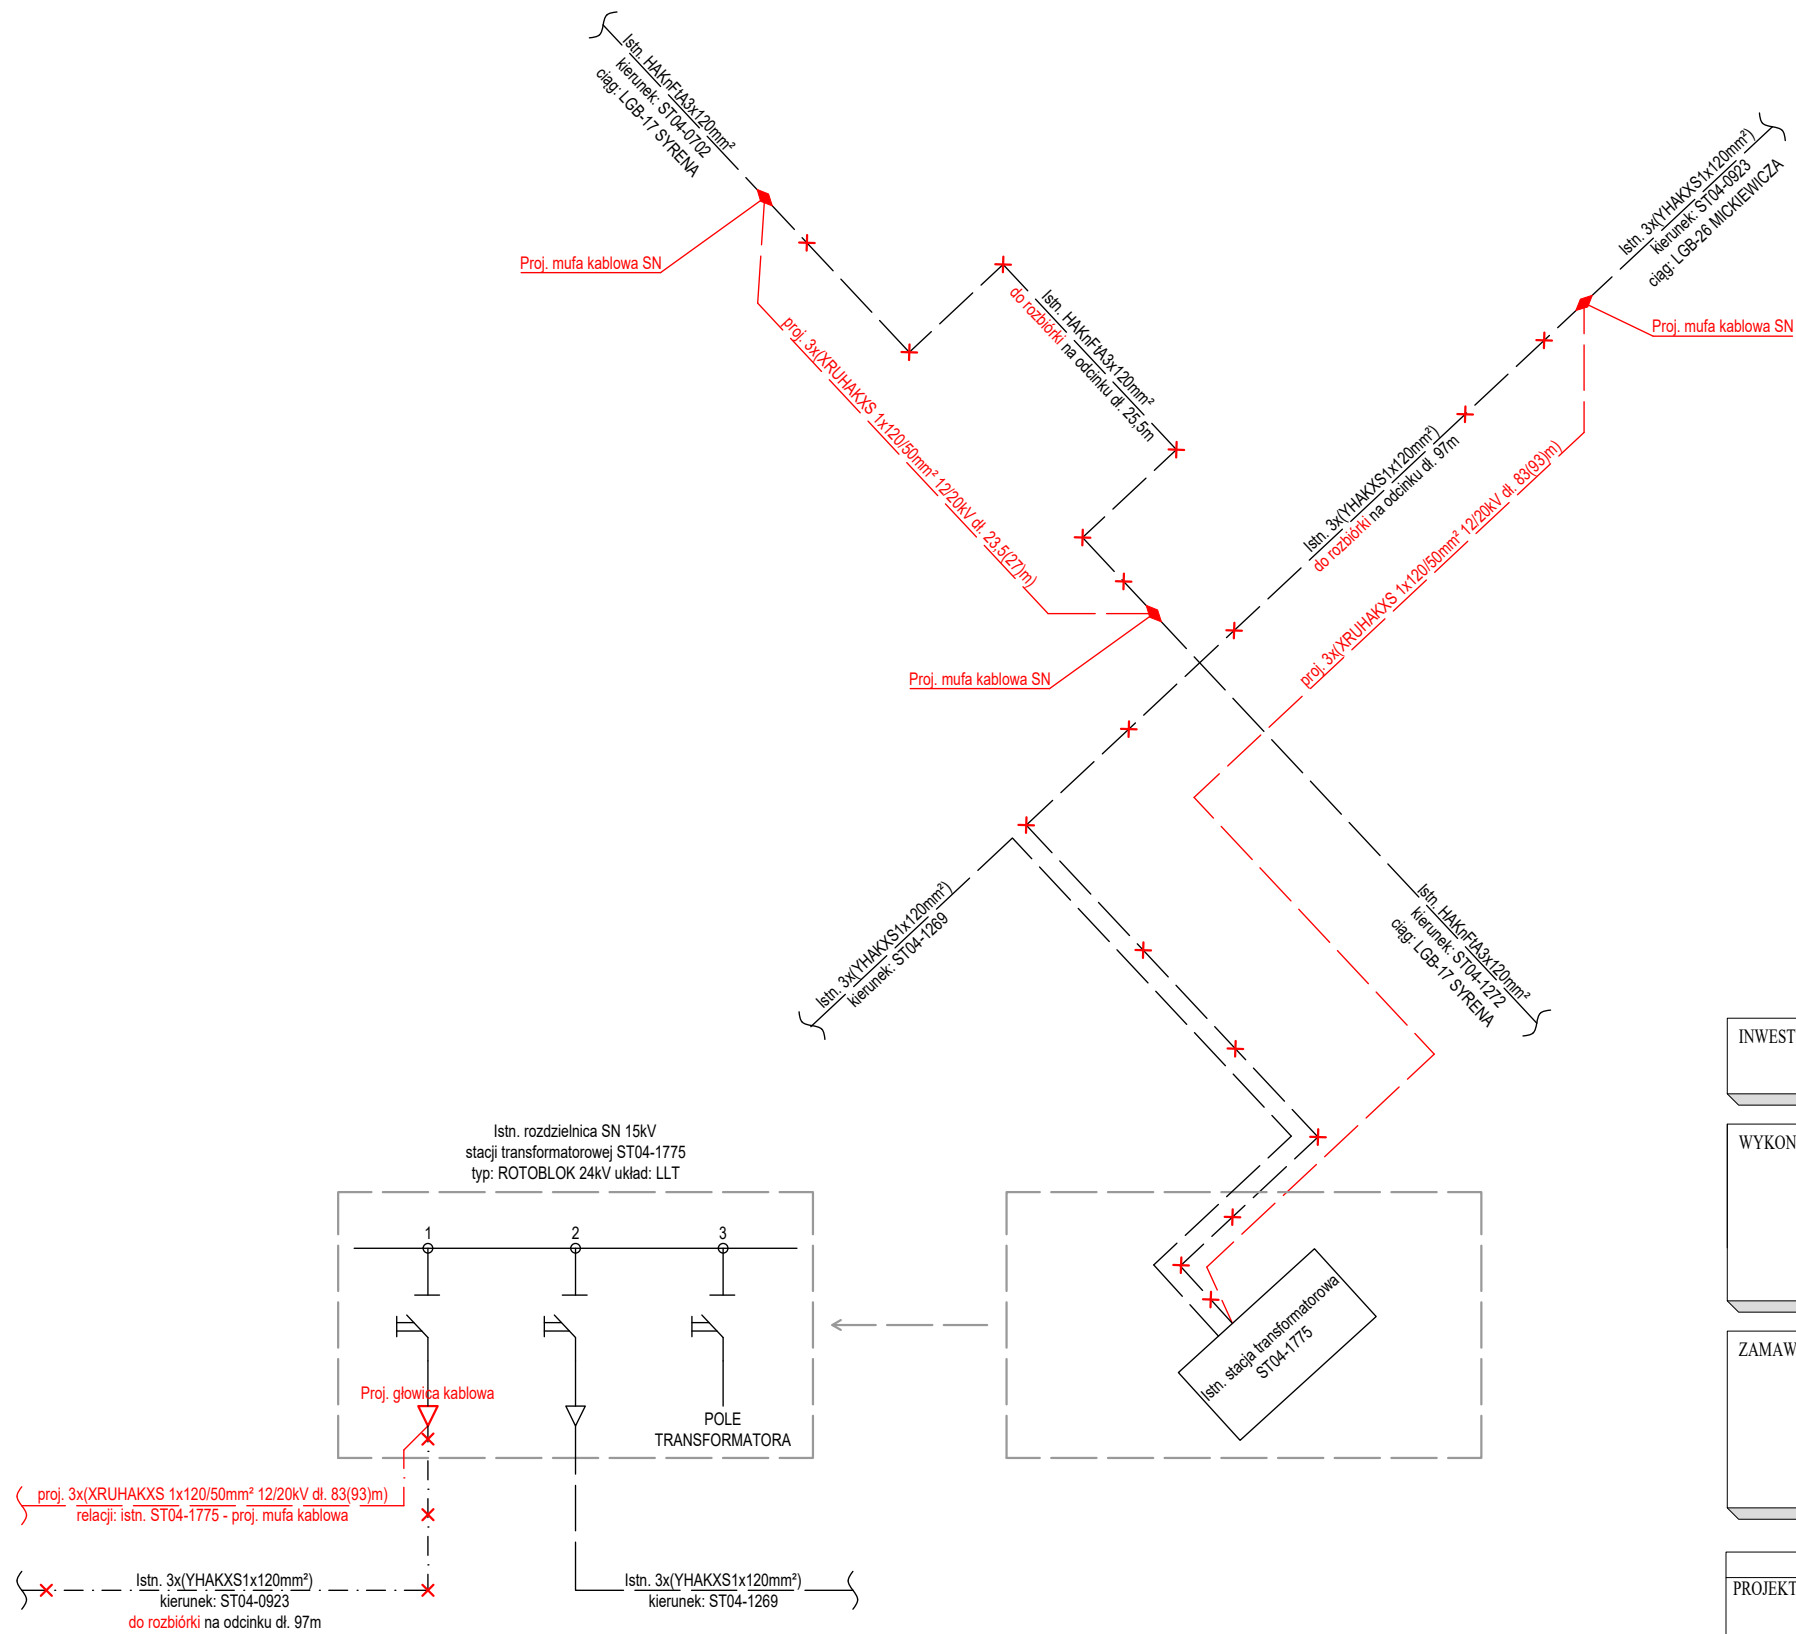 Istn. HAKnFtA3x120mm²
kierunek: ST04-0702
ciąg: LGB-17 SYRENA
Istn. 3x(YHAKXS1x120mm²)
kierunek: ST04-0923
ciąg: LGB-26 MICKIEWICZA
Proj. mufa kablowa SN
Proj. mufa kablowa SN
Istn. HAKnFtA3x120mm²
do rozbiórki na odcinku dł. 25,5m
proj. 3x(XRUHAKXS 1x120/50mm² 12/20kV dł. 23,5(27)m)
Istn. 3x(YHAKXS1x120mm²)
do rozbiórki na odcinku dł. 97m
proj. 3x(XRUHAKXS 1x120/50mm² 12/20kV dł. 83(93)m)
Proj. mufa kablowa SN
Istn. 3x(YHAKXS1x120mm²)
kierunek: ST04-1269
Istn. HAKnFtA3x120mm²
kierunek: ST04-1272
ciąg: LGB-17 SYRENA
INWEST
WYKON
ZAMAW
PROJEKT
Istn. rozdzielnica SN 15kV
stacji transformatorowej ST04-1775
typ: ROTOBLOK 24kV układ: LLT
1 2 3
Istn. stacja transformatorowa
ST04-1775
Proj. głowica kablowa
POLE
TRANSFORMATORA
proj. 3x(XRUHAKXS 1x120/50mm² 12/20kV dł. 83(93)m)
relacji: istn. ST04-1775 - proj. mufa kablowa
Istn. 3x(YHAKXS1x120mm²)
kierunek: ST04-0923
do rozbiórki na odcinku dł. 97m
Istn. 3x(YHAKXS1x120mm²)
kierunek: ST04-1269